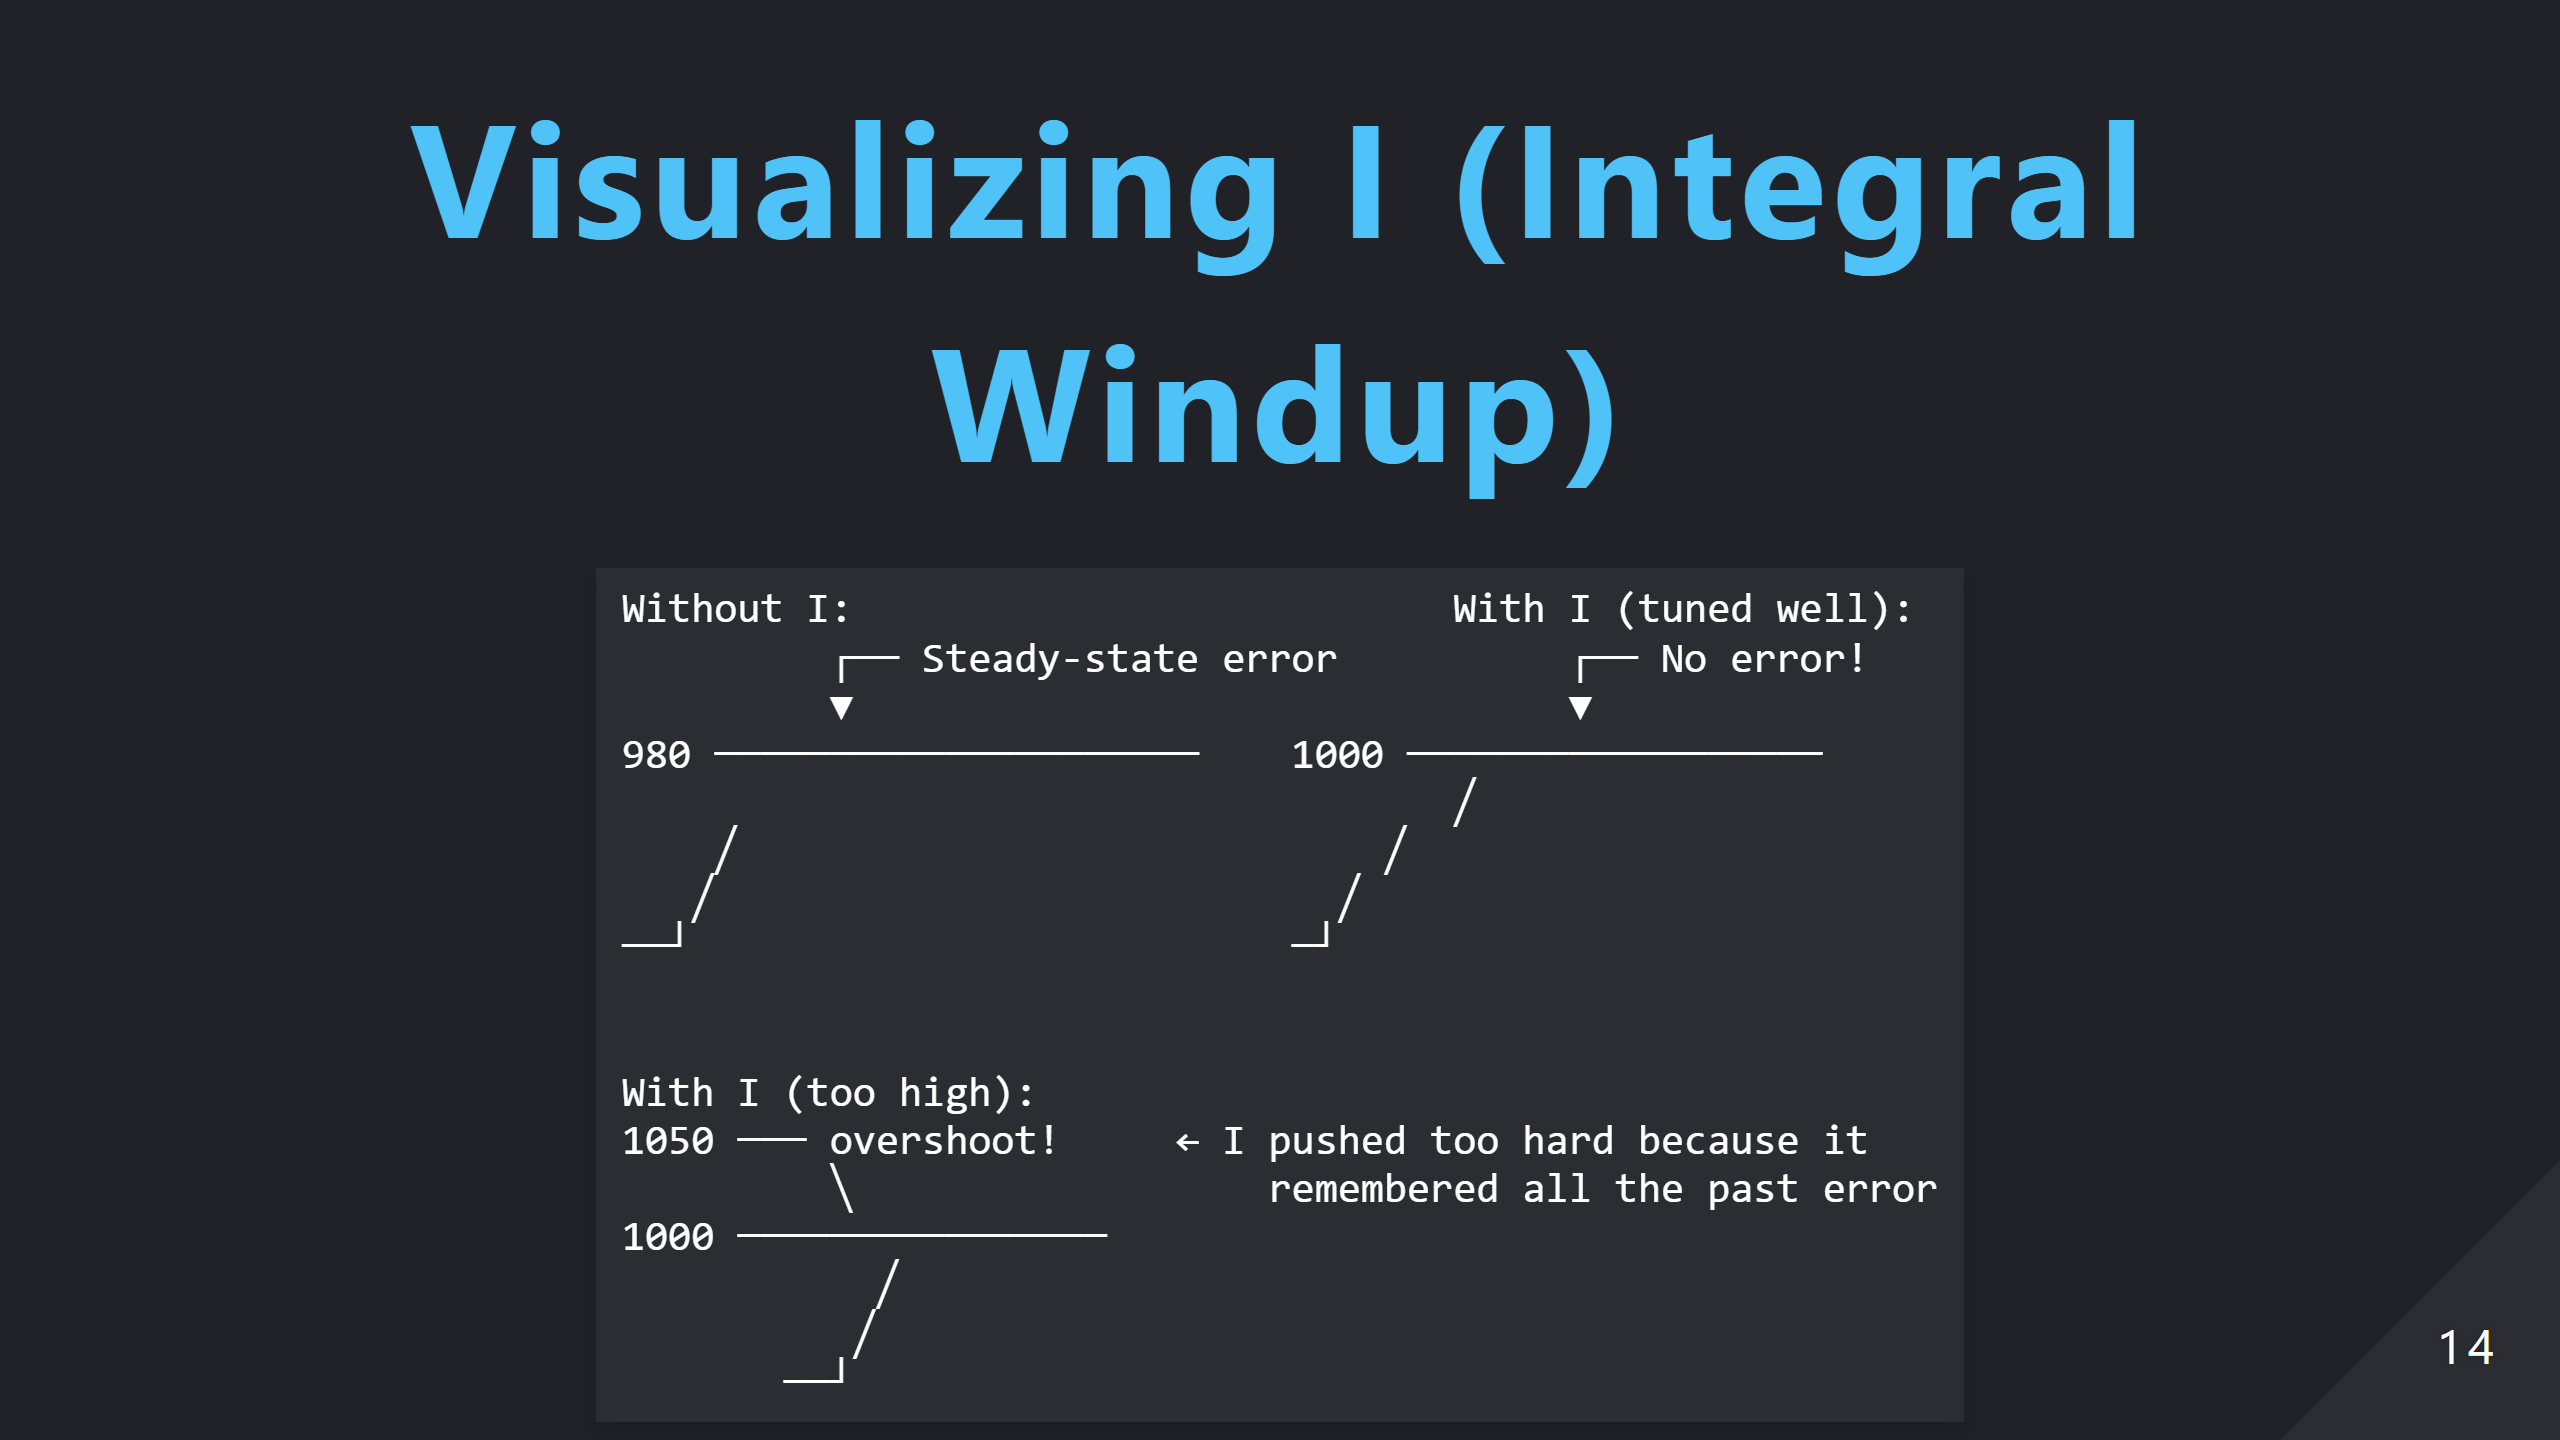 Visualizing I (Integral
Windup)
Without I:
Steady-state error
980
With I (tuned well):
No error!
1000
With I (too high):
1050 ─── overshoot! ← I pushed too hard because it
remembered all the past error
1000
14